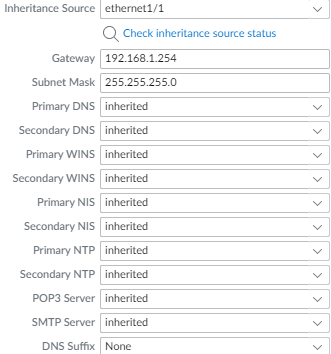 Inheritance Source ethernet1/1
Check inheritance source status
Gateway 192.168.1.254
Subnet Mask 255.255.255.0
Primary DNS inherited
Secondary DNS inherited
Primary WINS inherited
Secondary WINS inherited
Primary NIS inherited
Secondary NIS inherited
Primary NTP inherited
Secondary NTP inherited
POP3 Server inherited
SMTP Server inherited
DNS Suffix None